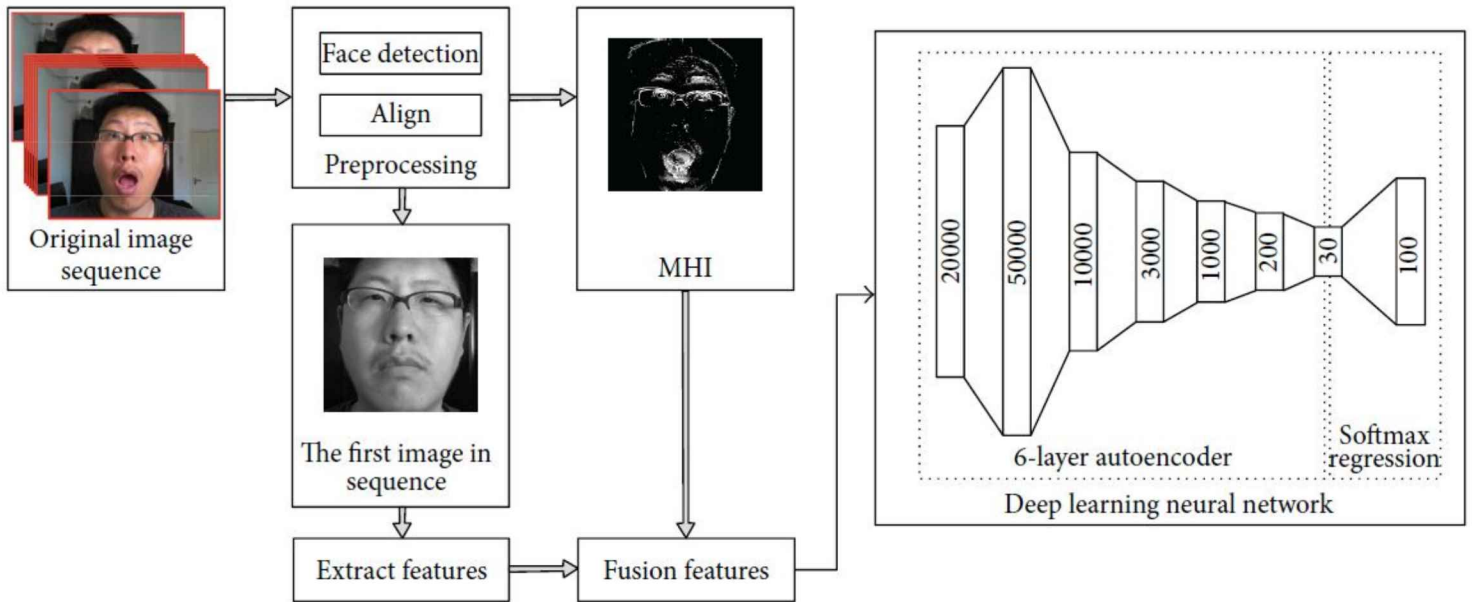 Original image
sequence
Face detection
Align
Preprocessing
MHI
The first image in
sequence
Extract features
Fusion features
20000
50000
10000
3000
1000
200
30
100
6-layer autoencoder
Softmax
regression
Deep learning neural network